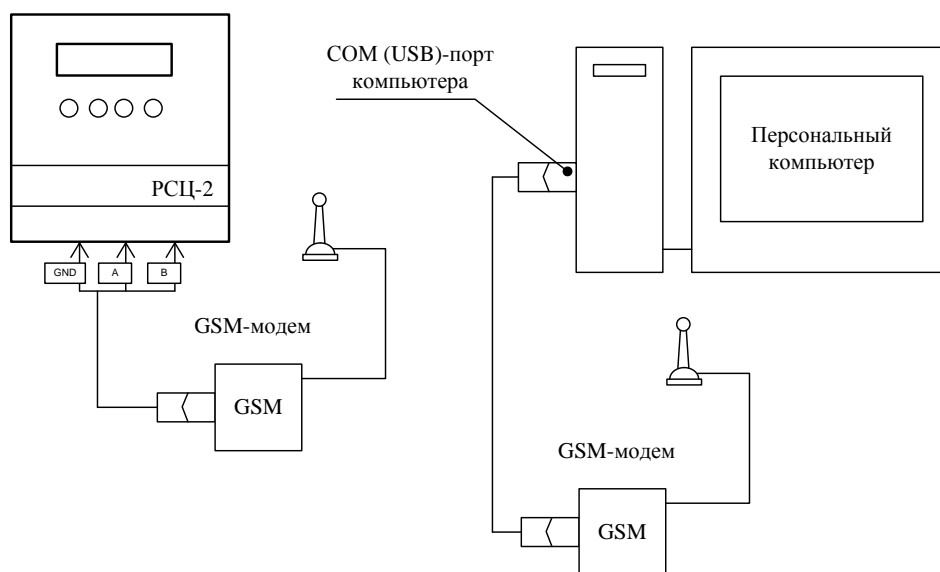 COM (USB)-порт
компьютера
Персональный
компьютер
РСЦ-2
GND
A
B
GSM-модем
GSM
GSM-модем
GSM